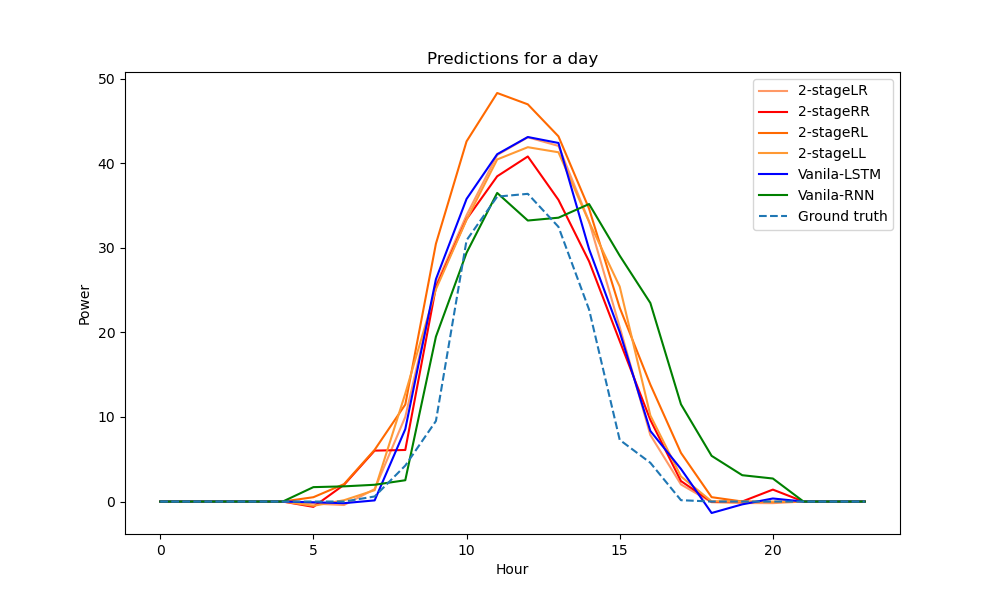 Predictions for a day
50
40
30
20
10
0
Power
0 5 10 15 20
Hour
2-stageLR
2-stageRR
2-stageRL
2-stageLL
Vanila-LSTM
Vanila-RNN
Ground truth